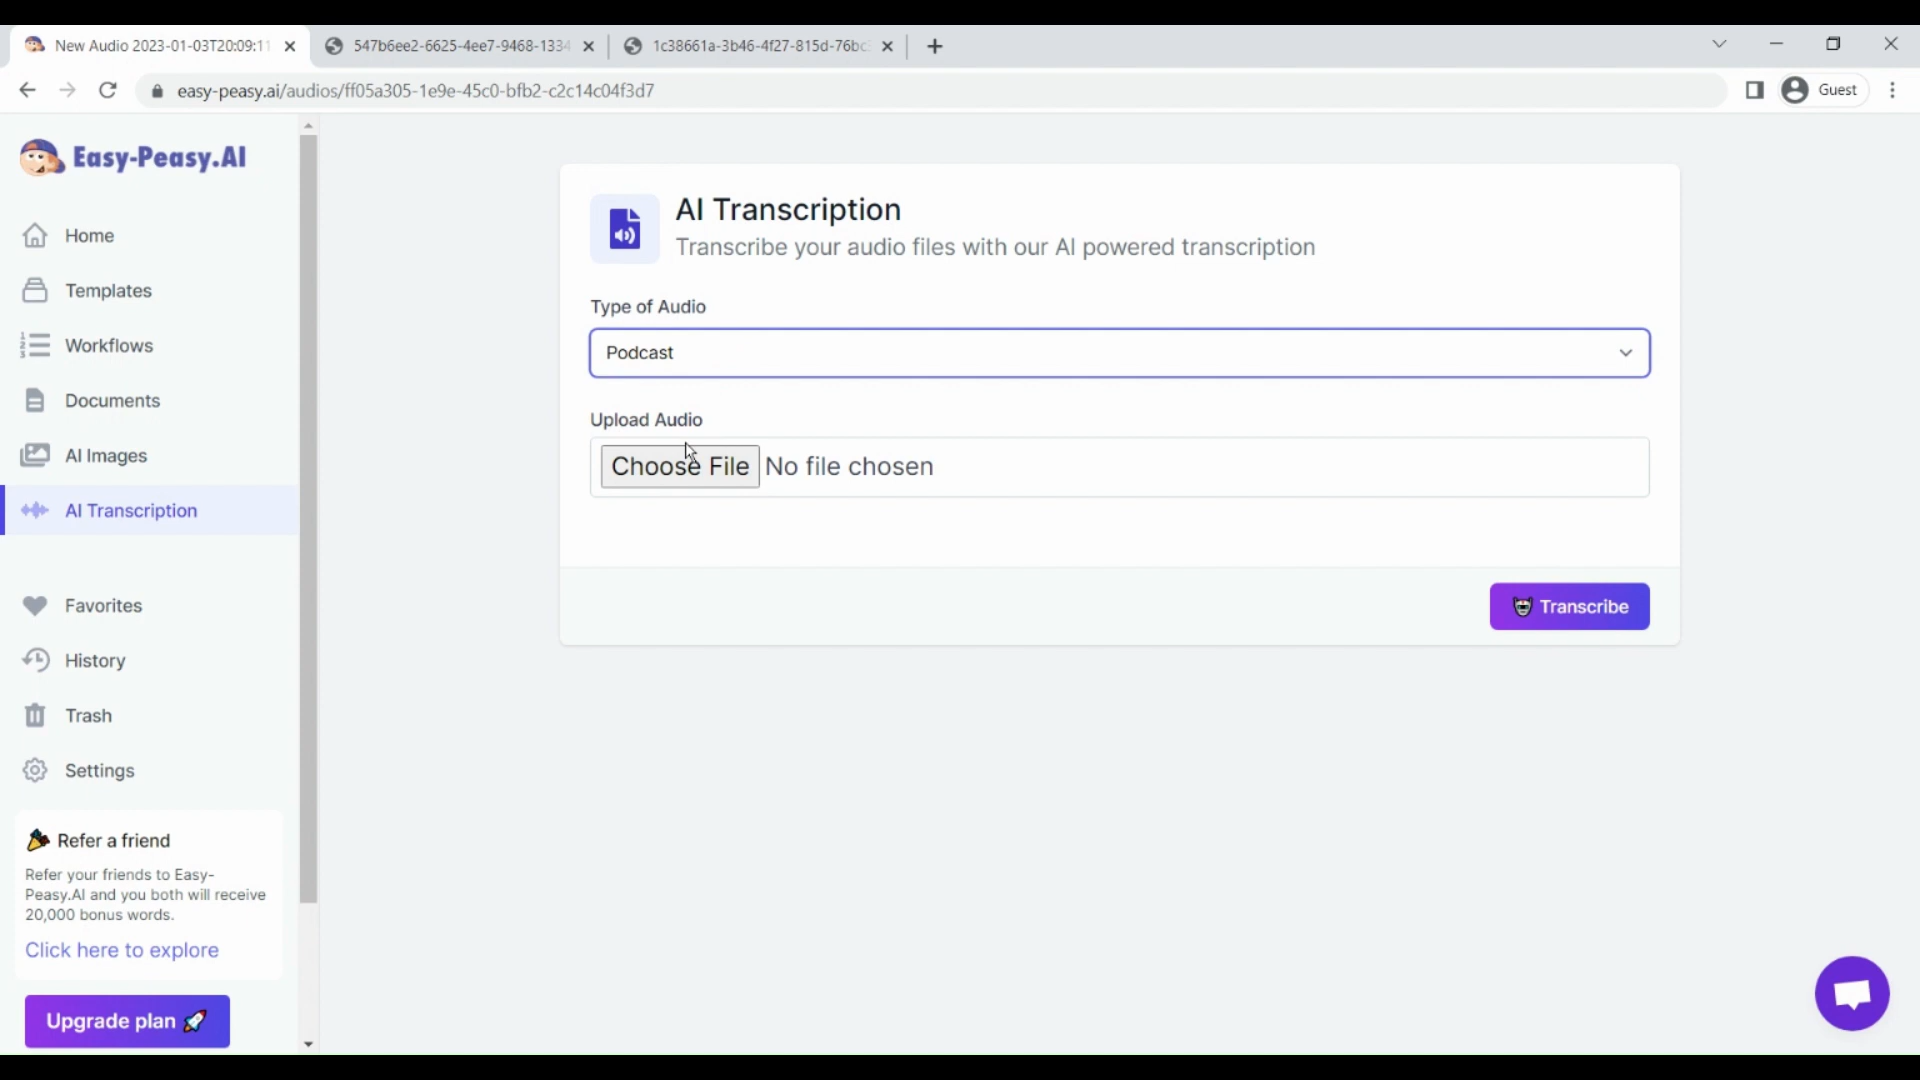 New Audio 2023-01-03T20:09:11
547b6ee2-6625-4ee7-9468-1334
1c38661a-3b46-4f27-815d-76bc
easy-peasy.ai/audios/ff05a305-1e9e-45c0-bfb2-c2c14c04f3d7
Guest
Easy-Peasy.AI
Home
Templates
Workflows
Documents
AI Images
AI Transcription
Favorites
History
Trash
Settings
Refer a friend
Refer your friends to Easy-
Peasy.AI and you both will receive
20,000 bonus words.
Click here to explore
Upgrade plan
AI Transcription
Transcribe your audio files with our AI powered transcription
Type of Audio
Podcast
Upload Audio
Choose File No file chosen
Transcribe